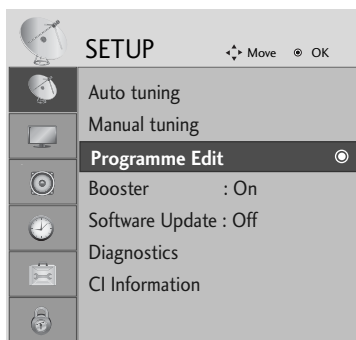 SETUP Move OK
Auto tuning
Manual tuning
Programme Edit
Booster : On
Software Update : Off
Diagnostics
CI Information